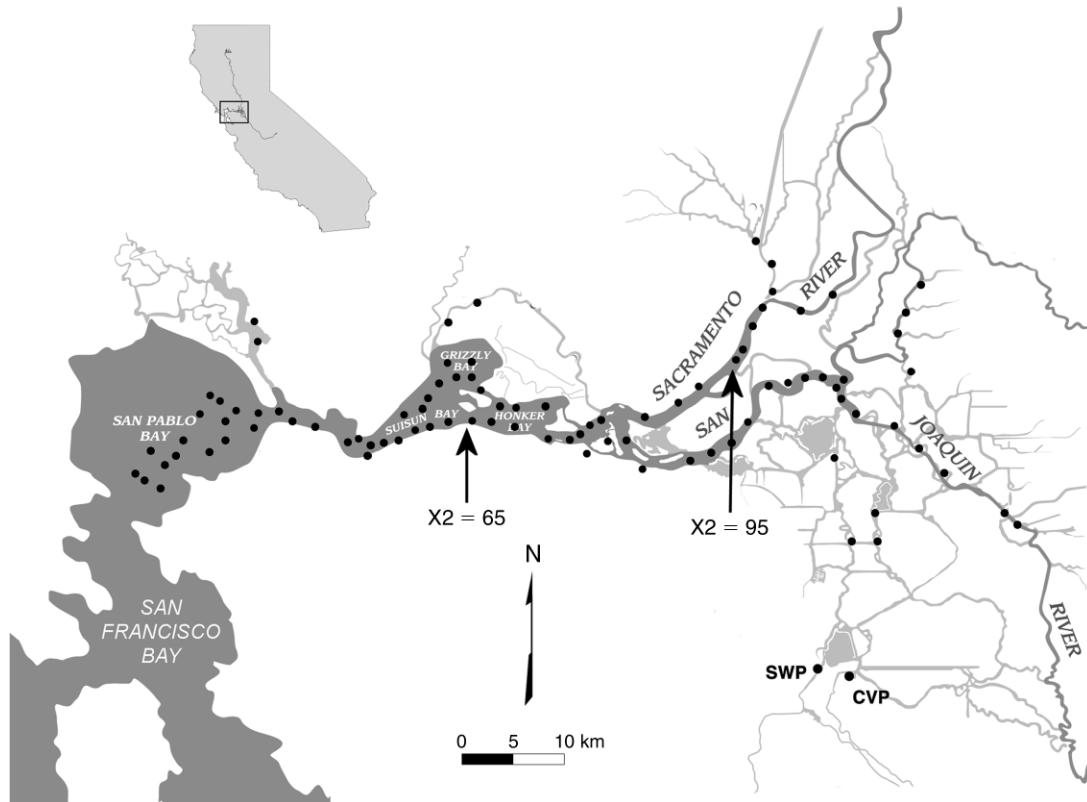 SACRAMENTO
RIVER
GRIZZLY
BAY
SAN PABLO
BAY
SUISUN
BAY
HONKER
BAY
SAN
JOAQUIN
RIVER
X2 = 65
X2 = 95
N
SAN
FRANCISCO
BAY
SWP
CVP
0 5 10 km